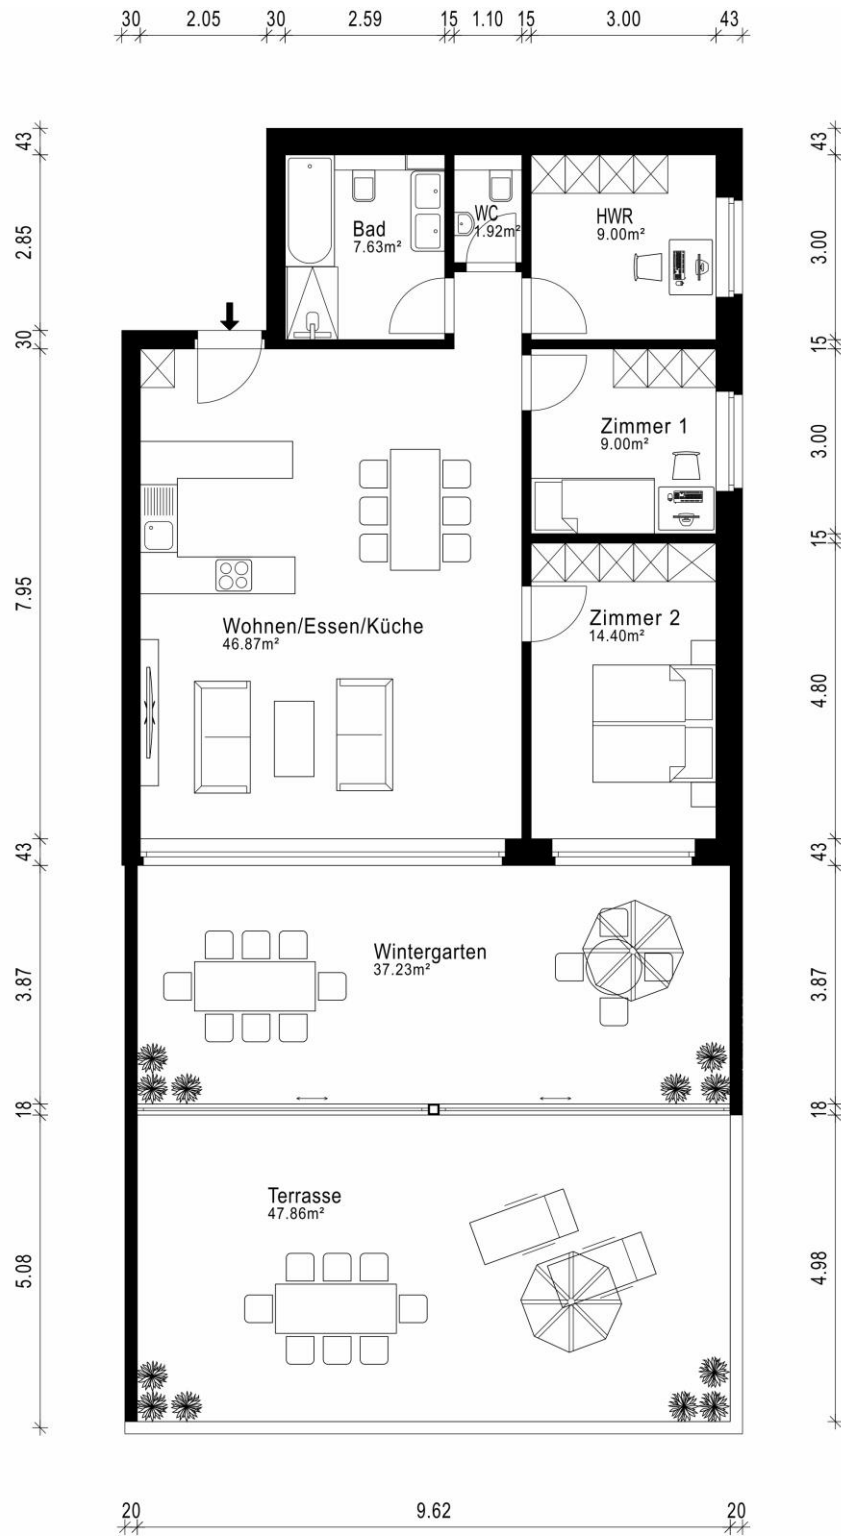 30 2.05 30 2.59 15 1.10 15 3.00 43
43
2.85
30
7.95
43
3.87
18
5.08
43
3.00
15
3.00
15
4.80
43
3.87
18
4.98
Bad
7.63m²
WC
1.92m²
HWR
9.00m²
Zimmer 1
9.00m²
Wohnen/Essen/Küche
46.87m²
Zimmer 2
14.40m²
Wintergarten
37.23m²
Terrasse
47.86m²
20 9.62 20